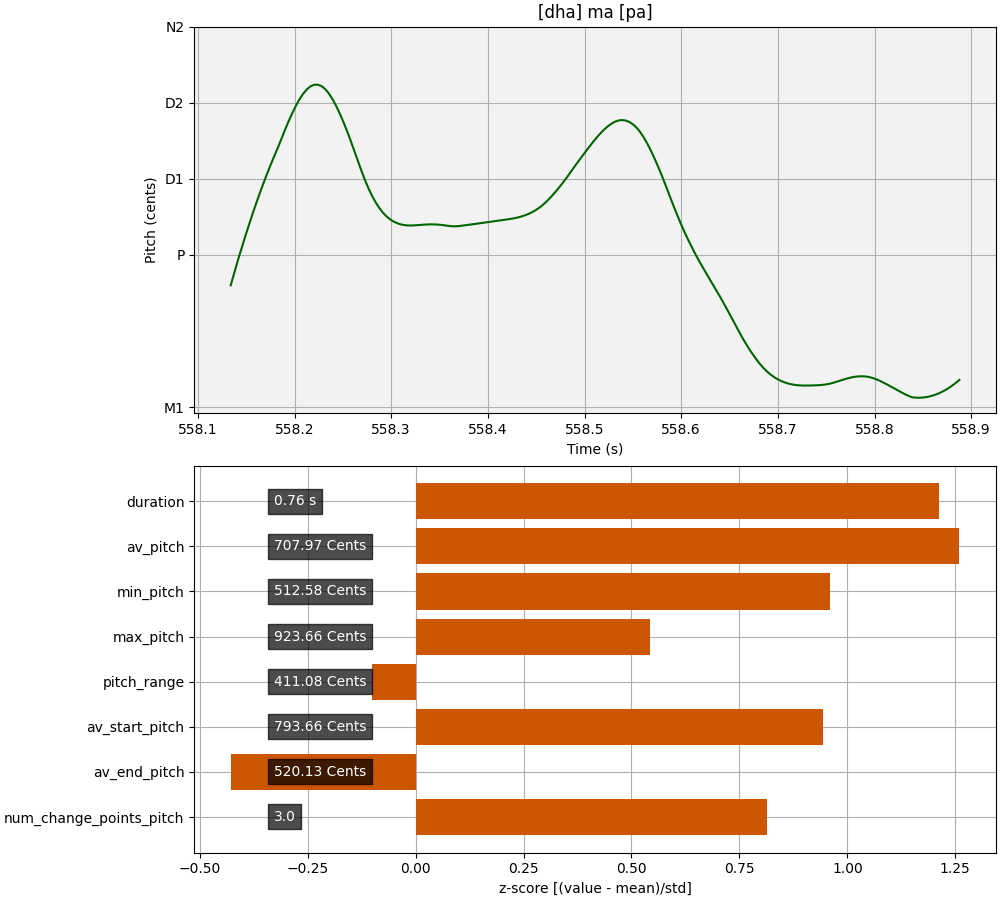 [dha] ma [pa]
N2
D2
D1
P
M1
Pitch (cents)
558.1 558.2 558.3 558.4 558.5 558.6 558.7 558.8 558.9
Time (s)
duration 0.76 s
av_pitch 707.97 Cents
min_pitch 512.58 Cents
max_pitch 923.66 Cents
pitch_range 411.08 Cents
av_start_pitch 793.66 Cents
av_end_pitch 520.13 Cents
num_change_points_pitch 3.0
−0.50 −0.25 0.00 0.25 0.50 0.75 1.00 1.25
z-score [(value - mean)/std]